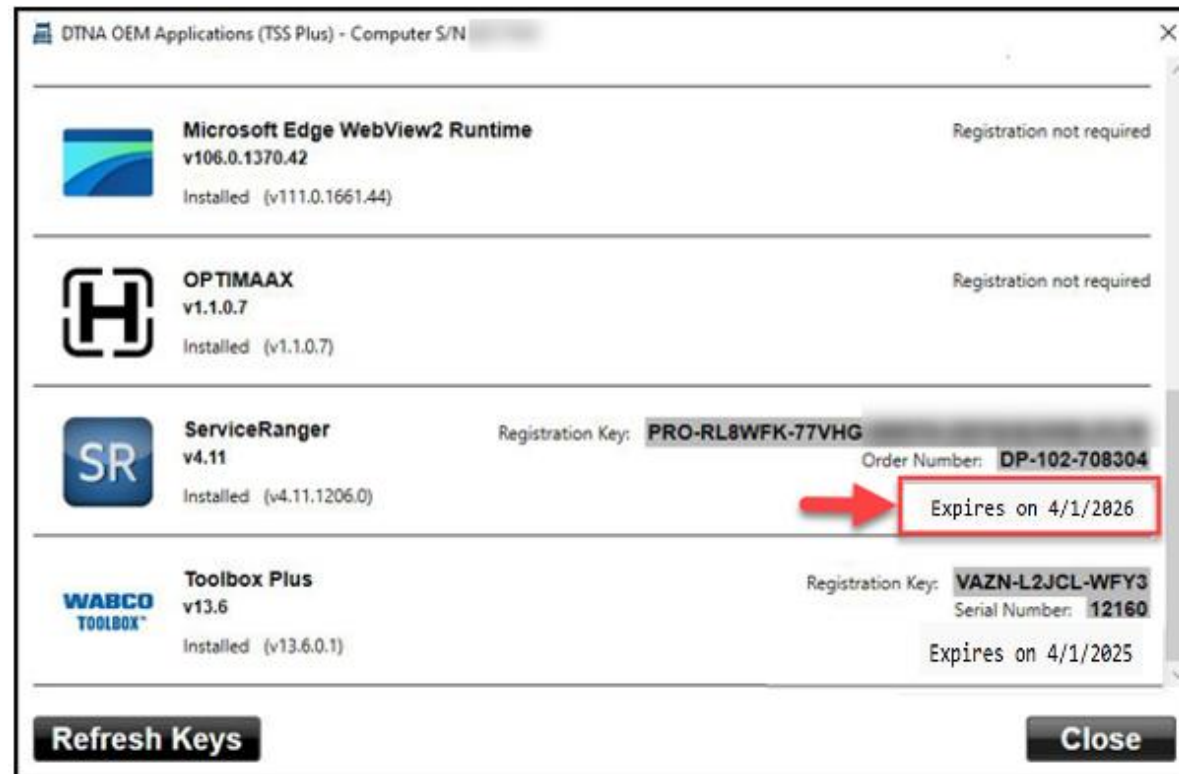 DTNA OEM Applications (TSS Plus) - Computer S/N
Microsoft Edge WebView2 Runtime
v106.0.1370.42
Registration not required
Installed (v111.0.1661.44)
OPTIMAAX
v1.1.0.7
Registration not required
Installed (v1.1.0.7)
SR
ServiceRanger
v4.11
Installed (v4.11.1206.0)
Registration Key: PRO-RL8WFK-77VHG
Order Number: DP-102-708304
Expires on 4/1/2026
WABCO
TOOLBOX™
Toolbox Plus
v13.6
Installed (v13.6.0.1)
Registration Key: VAZN-L2JCL-WFY3
Serial Number: 12160
Expires on 4/1/2025
Refresh Keys
Close